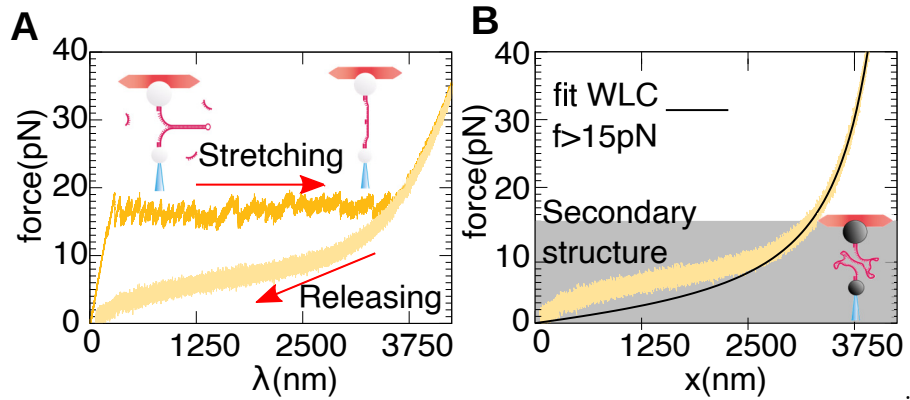 A
force(pN)
40
30
20
10
0
Stretching
Releasing
0 1250 2500 3750
λ(nm)
B
force(pN)
40
30
20
10
0
fit WLC
f>15pN
Secondary
structure
0 1250 2500 3750
x(nm)
.